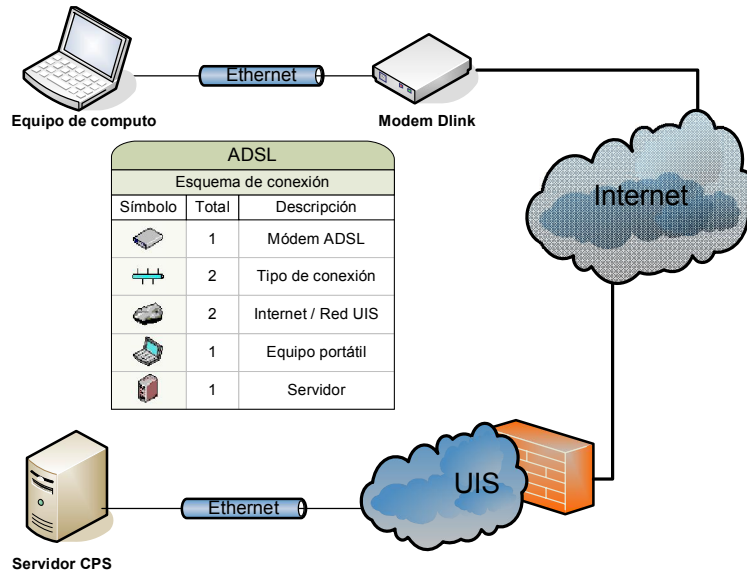 Ethernet
Equipo de computo
Modem Dlink
Internet
ADSL
Esquema de conexión
Símbolo Total Descripción
1 Módem ADSL
2 Tipo de conexión
2 Internet / Red UIS
1 Equipo portátil
1 Servidor
UIS
Ethernet
Servidor CPS